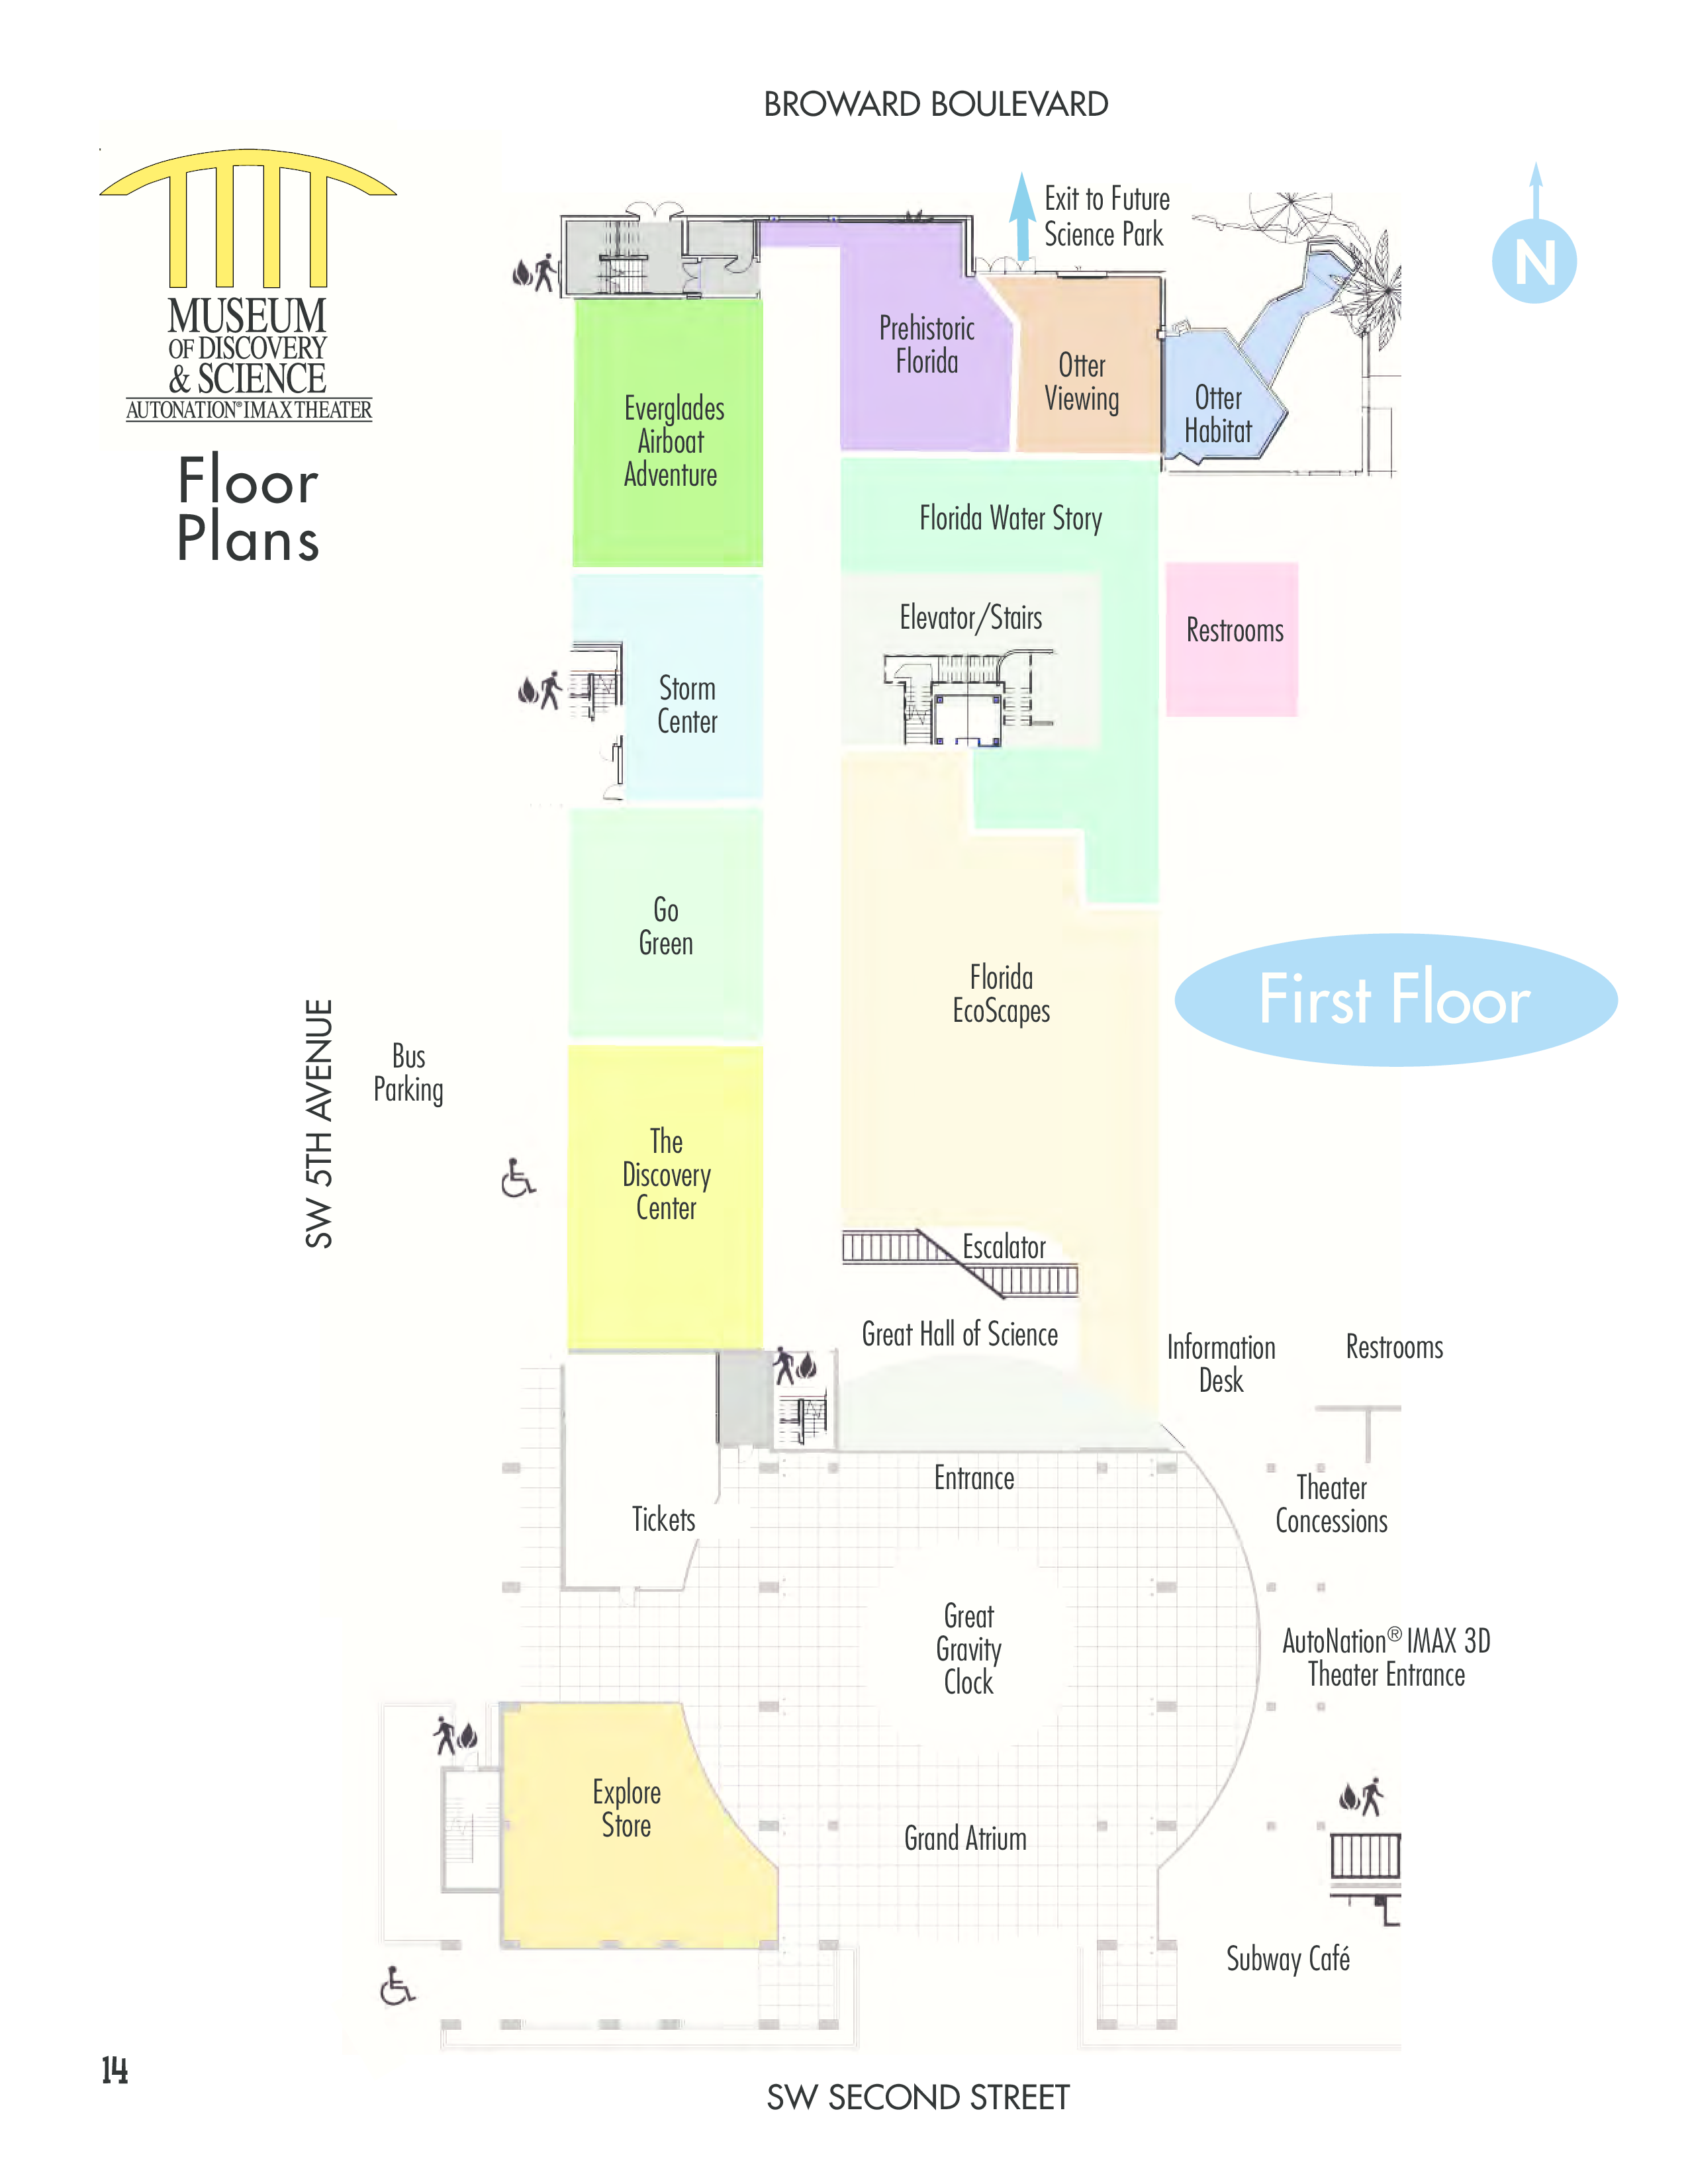 BROWARD BOULEVARD
MUSEUM
OF DISCOVERY
& SCIENCE
AUTONATION® IMAX THEATER
Floor
Plans
Exit to Future
Science Park
N
Prehistoric
Florida
Otter
Viewing
Otter
Habitat
Everglades
Airboat
Adventure
Florida Water Story
Elevator/Stairs
Restrooms
Storm
Center
Go
Green
Florida
EcoScapes
First Floor
SW 5TH AVENUE
Bus
Parking
The
Discovery
Center
Escalator
Great Hall of Science
Information
Desk
Restrooms
Entrance
Tickets
Theater
Concessions
Great
Gravity
Clock
AutoNation® IMAX 3D
Theater Entrance
Explore
Store
Grand Atrium
Subway Café
14
SW SECOND STREET